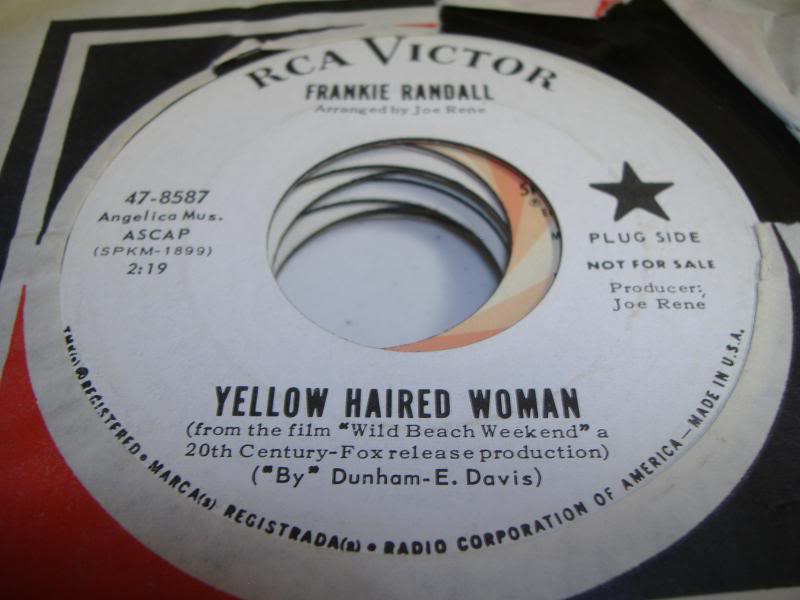 RCA VICTOR
FRANKIE RANDALL
Arranged by Joe René
47-8587
Angelica Mus.
ASCAP
(SPKM-1899)
2:19
PLUG SIDE
NOT FOR SALE
Producer:
Joe René
YELLOW HAIRED WOMAN
(from the film "Wild Beach Weekend" a
20th Century-Fox release production)
("By" Dunham-E. Davis)
TMK(s) ® REGISTERED • MARCA(s) REGISTRADA(s) • RADIO CORPORATION OF AMERICA—MADE IN U.S.A.